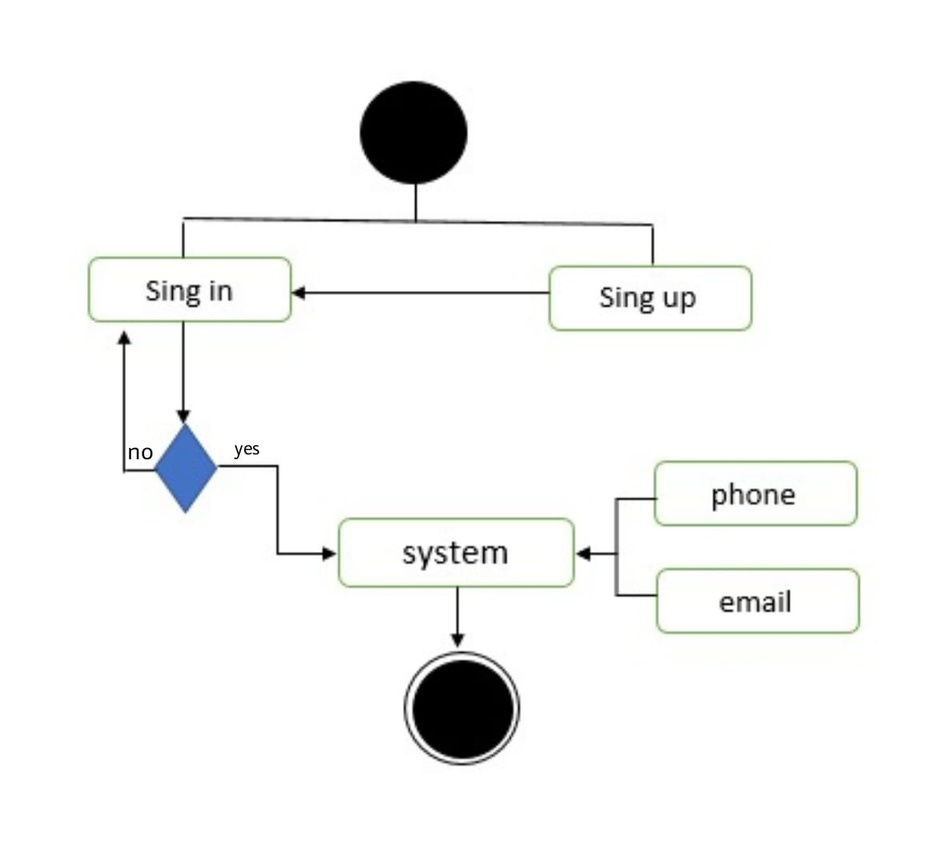 Sing in
Sing up
no
yes
phone
system
email